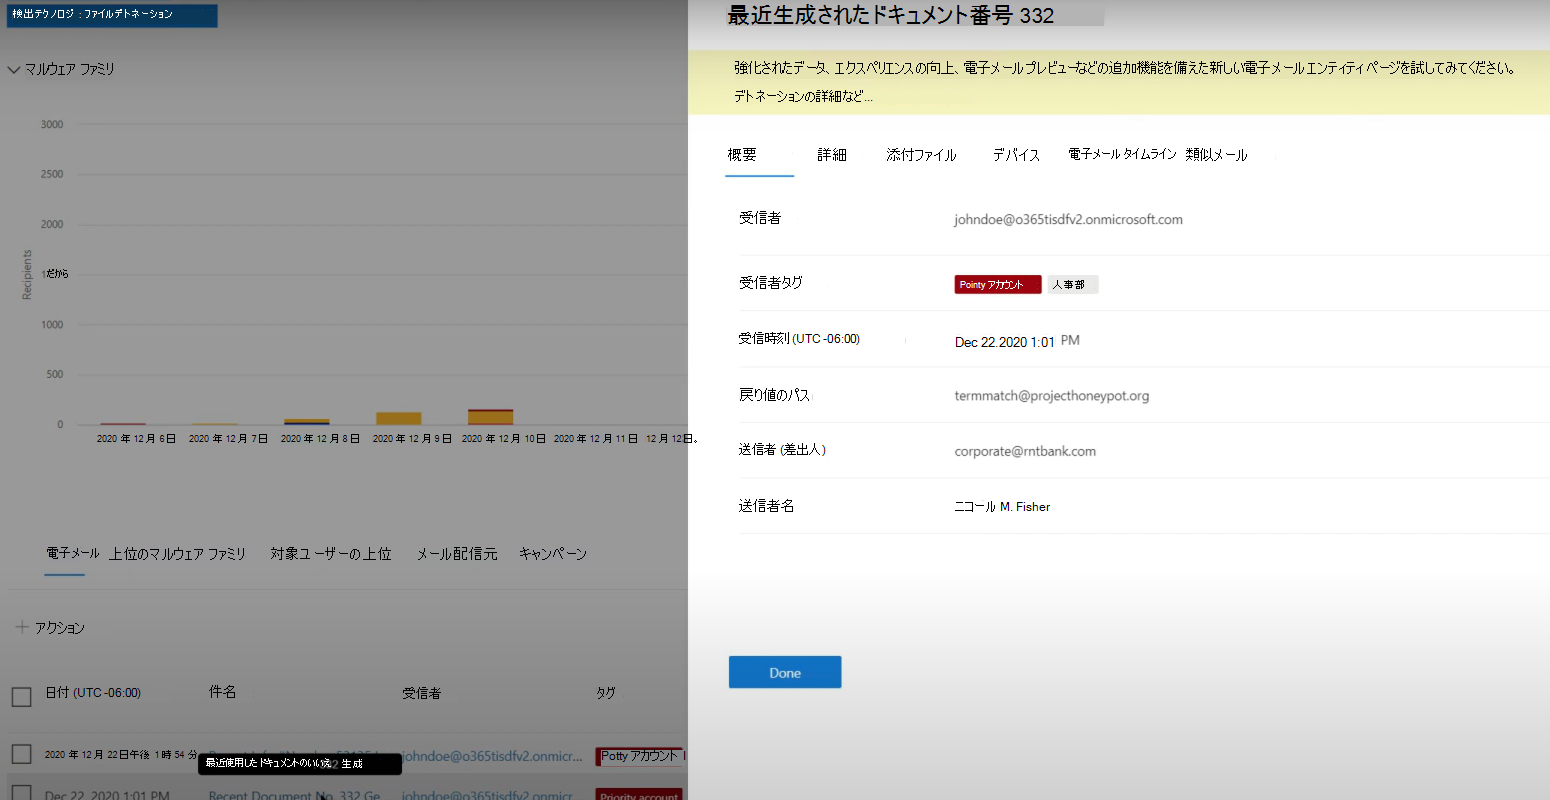 検出テクノロジ : ファイルデトネーション
マルウェア ファミリ
3000
2500
2000
だから
1000
500
0
Recipients
2020 年 12 月 6日 2020 年 12 月 7日 2020 年 12 月 8日 2020 年 12 月 9日 2020 年 12 月 10日 2020 年 12 月 11日 12 月 12日。
電子メール 上位のマルウェア ファミリ 対象ユーザーの上位 メール配信元 キャンペーン
アクション
日付 (UTC -06:00) 件名 受信者 タグ
2020 年 12 月 22日午後 1 時 54 分 johndoe@o365tisdfv2.onmicr... Potty アカウント
最近使用したドキュメントのいいえ。 生成
Dec 22, 2020 1:01 PM Recent Document No. 332 Ge... johndoe@o365tisdfv2.onmicr... Priority account
最近生成されたドキュメント番号 332
強化されたデータ、エクスペリエンスの向上、電子メール プレビューなどの追加機能を備えた新しい電子メール エンティティ ページを試してみてください。
デトネーションの詳細など...
概要 詳細 添付ファイル デバイス 電子メール タイムライン 類似メール
受信者 johndoe@o365tisdfv2.onmicrosoft.com
受信者タグ Pointy アカウント 人事部
受信時刻 (UTC -06:00) Dec 22.2020 1:01 PM
戻り値のパス termmatch@projecthoneypot.org
送信者 (差出人) corporate@rntbank.com
送信者名 ニコール M. Fisher
Done